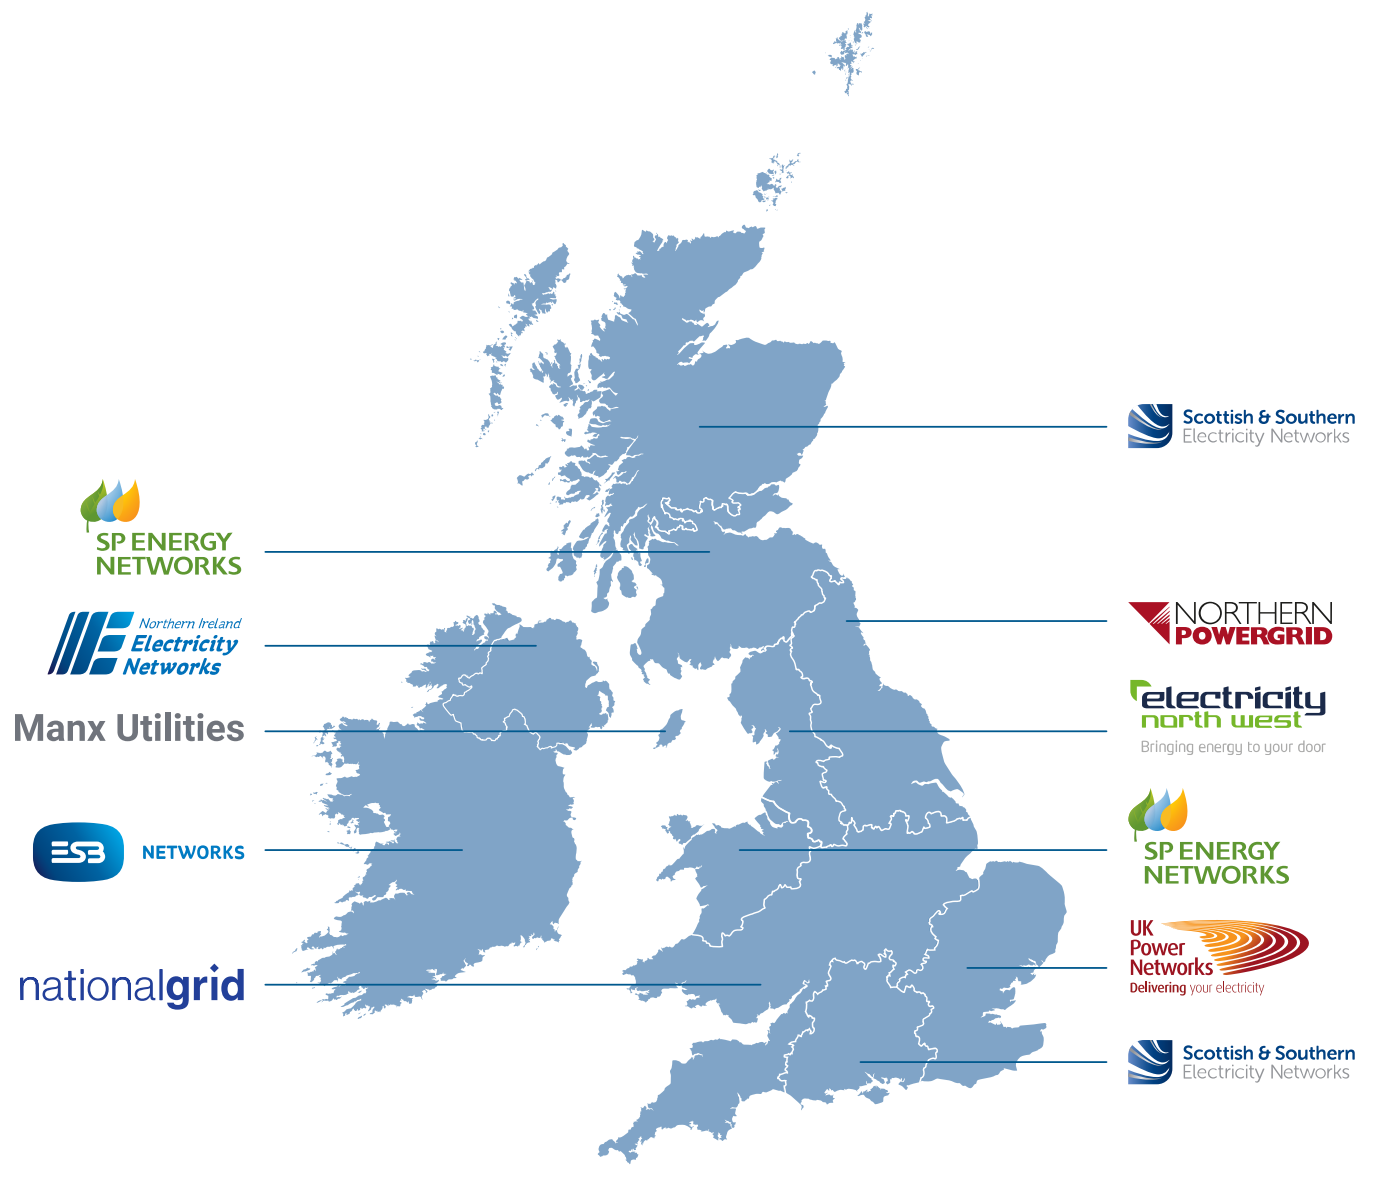 Scottish & Southern
Electricity Networks
SP ENERGY
NETWORKS
Northern Ireland
Electricity
Networks
NORTHERN
POWERGRID
electricity
north west
Bringing energy to your door
Manx Utilities
SP ENERGY
NETWORKS
ESB NETWORKS
UK
Power
Networks
Delivering your electricity
nationalgrid
Scottish & Southern
Electricity Networks